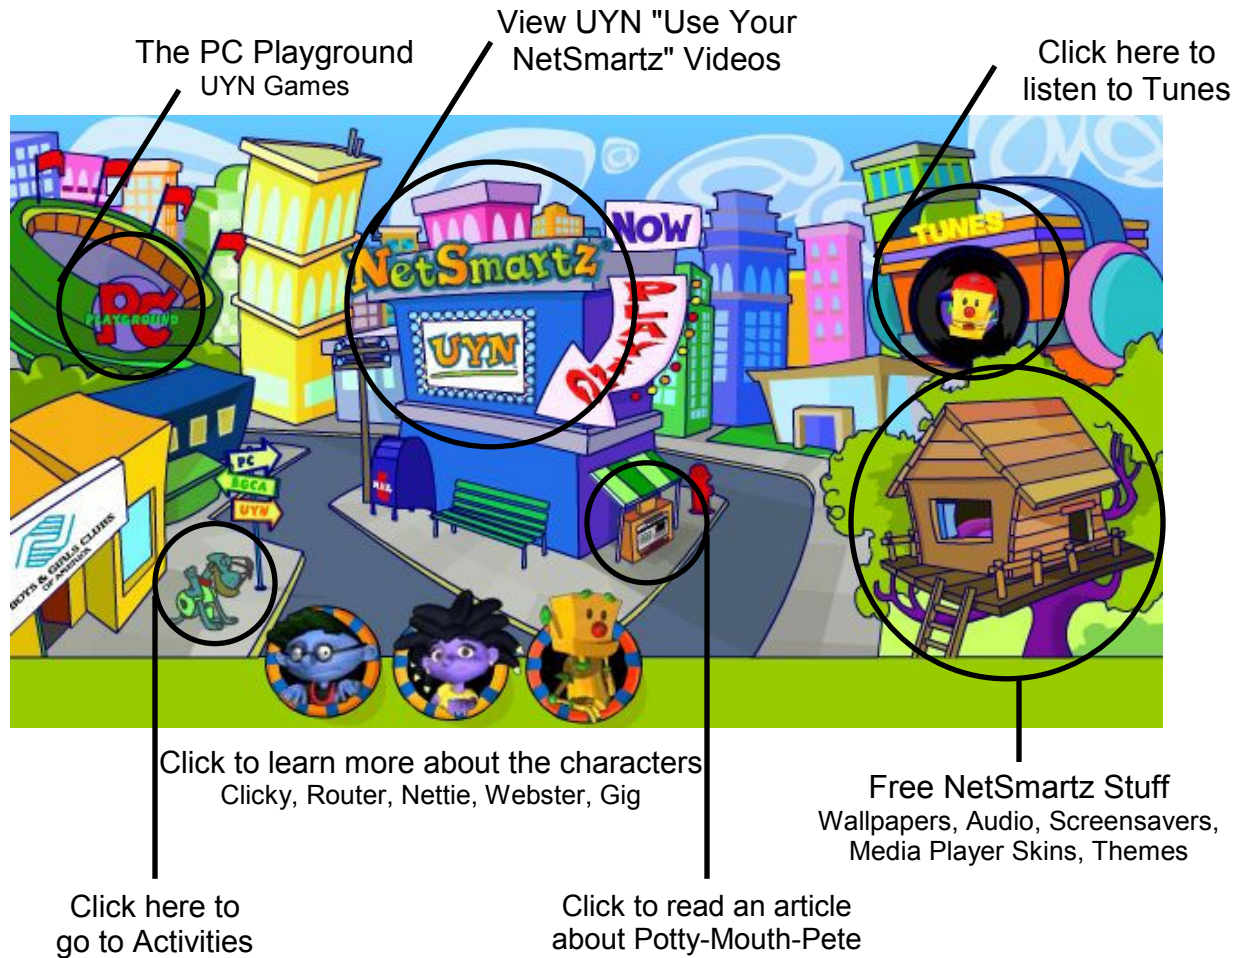 View UYN "Use Your
NetSmartz" Videos
The PC Playground
UYN Games
Click here to
listen to Tunes
NOW
PLAYING
TUNES
NetSmartz
UYN
PC
PLAYGROUND
PC
BGCA
UYN
MAIL
BOYS & GIRLS CLUBS
OF AMERICA
Click to learn more about the characters
Clicky, Router, Nettie, Webster, Gig
Free NetSmartz Stuff
Wallpapers, Audio, Screensavers,
Media Player Skins, Themes
Click here to
go to Activities
Click to read an article
about Potty-Mouth-Pete